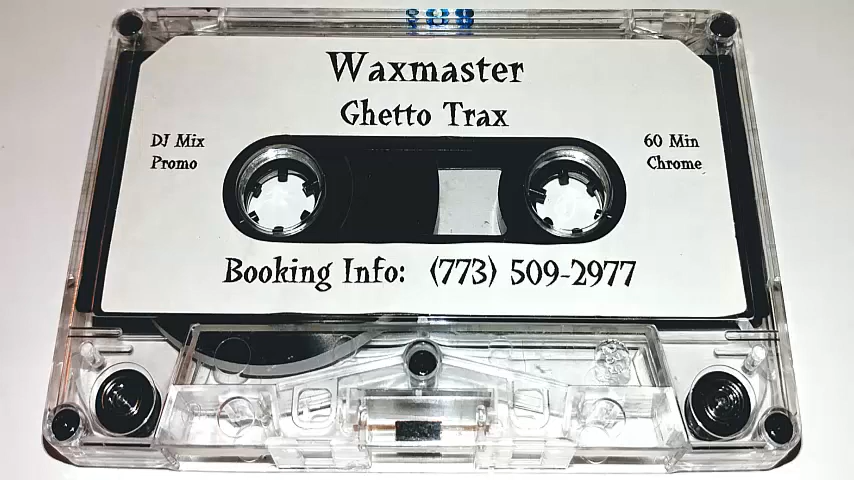 Waxmaster
Ghetto Trax
DJ Mix
Promo
60 Min
Chrome
Booking Info: (773) 509-2977